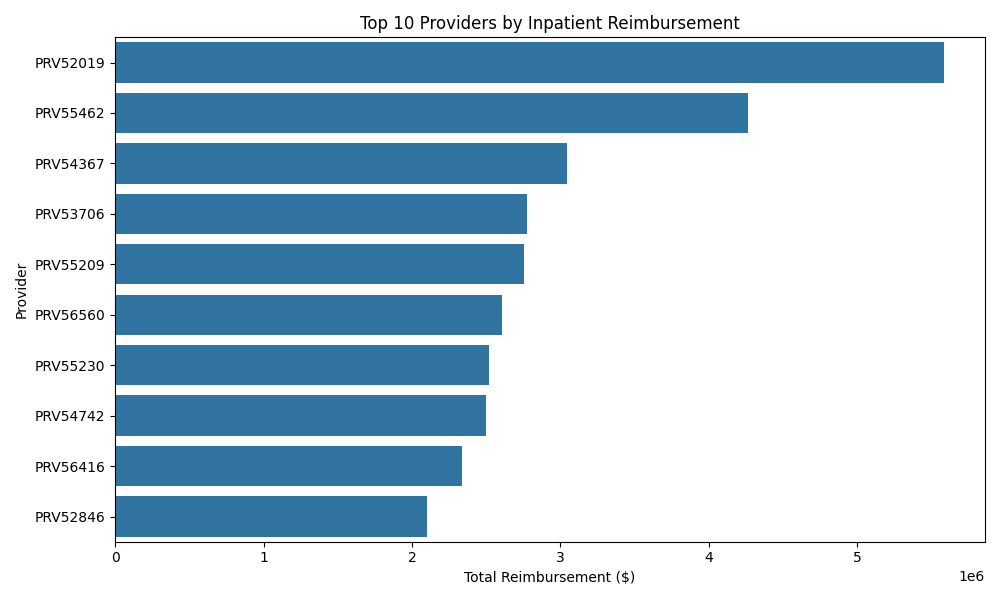 Top 10 Providers by Inpatient Reimbursement
Provider
PRV52019
PRV55462
PRV54367
PRV53706
PRV55209
PRV56560
PRV55230
PRV54742
PRV56416
PRV52846
0 1 2 3 4 5
1e6
Total Reimbursement ($)